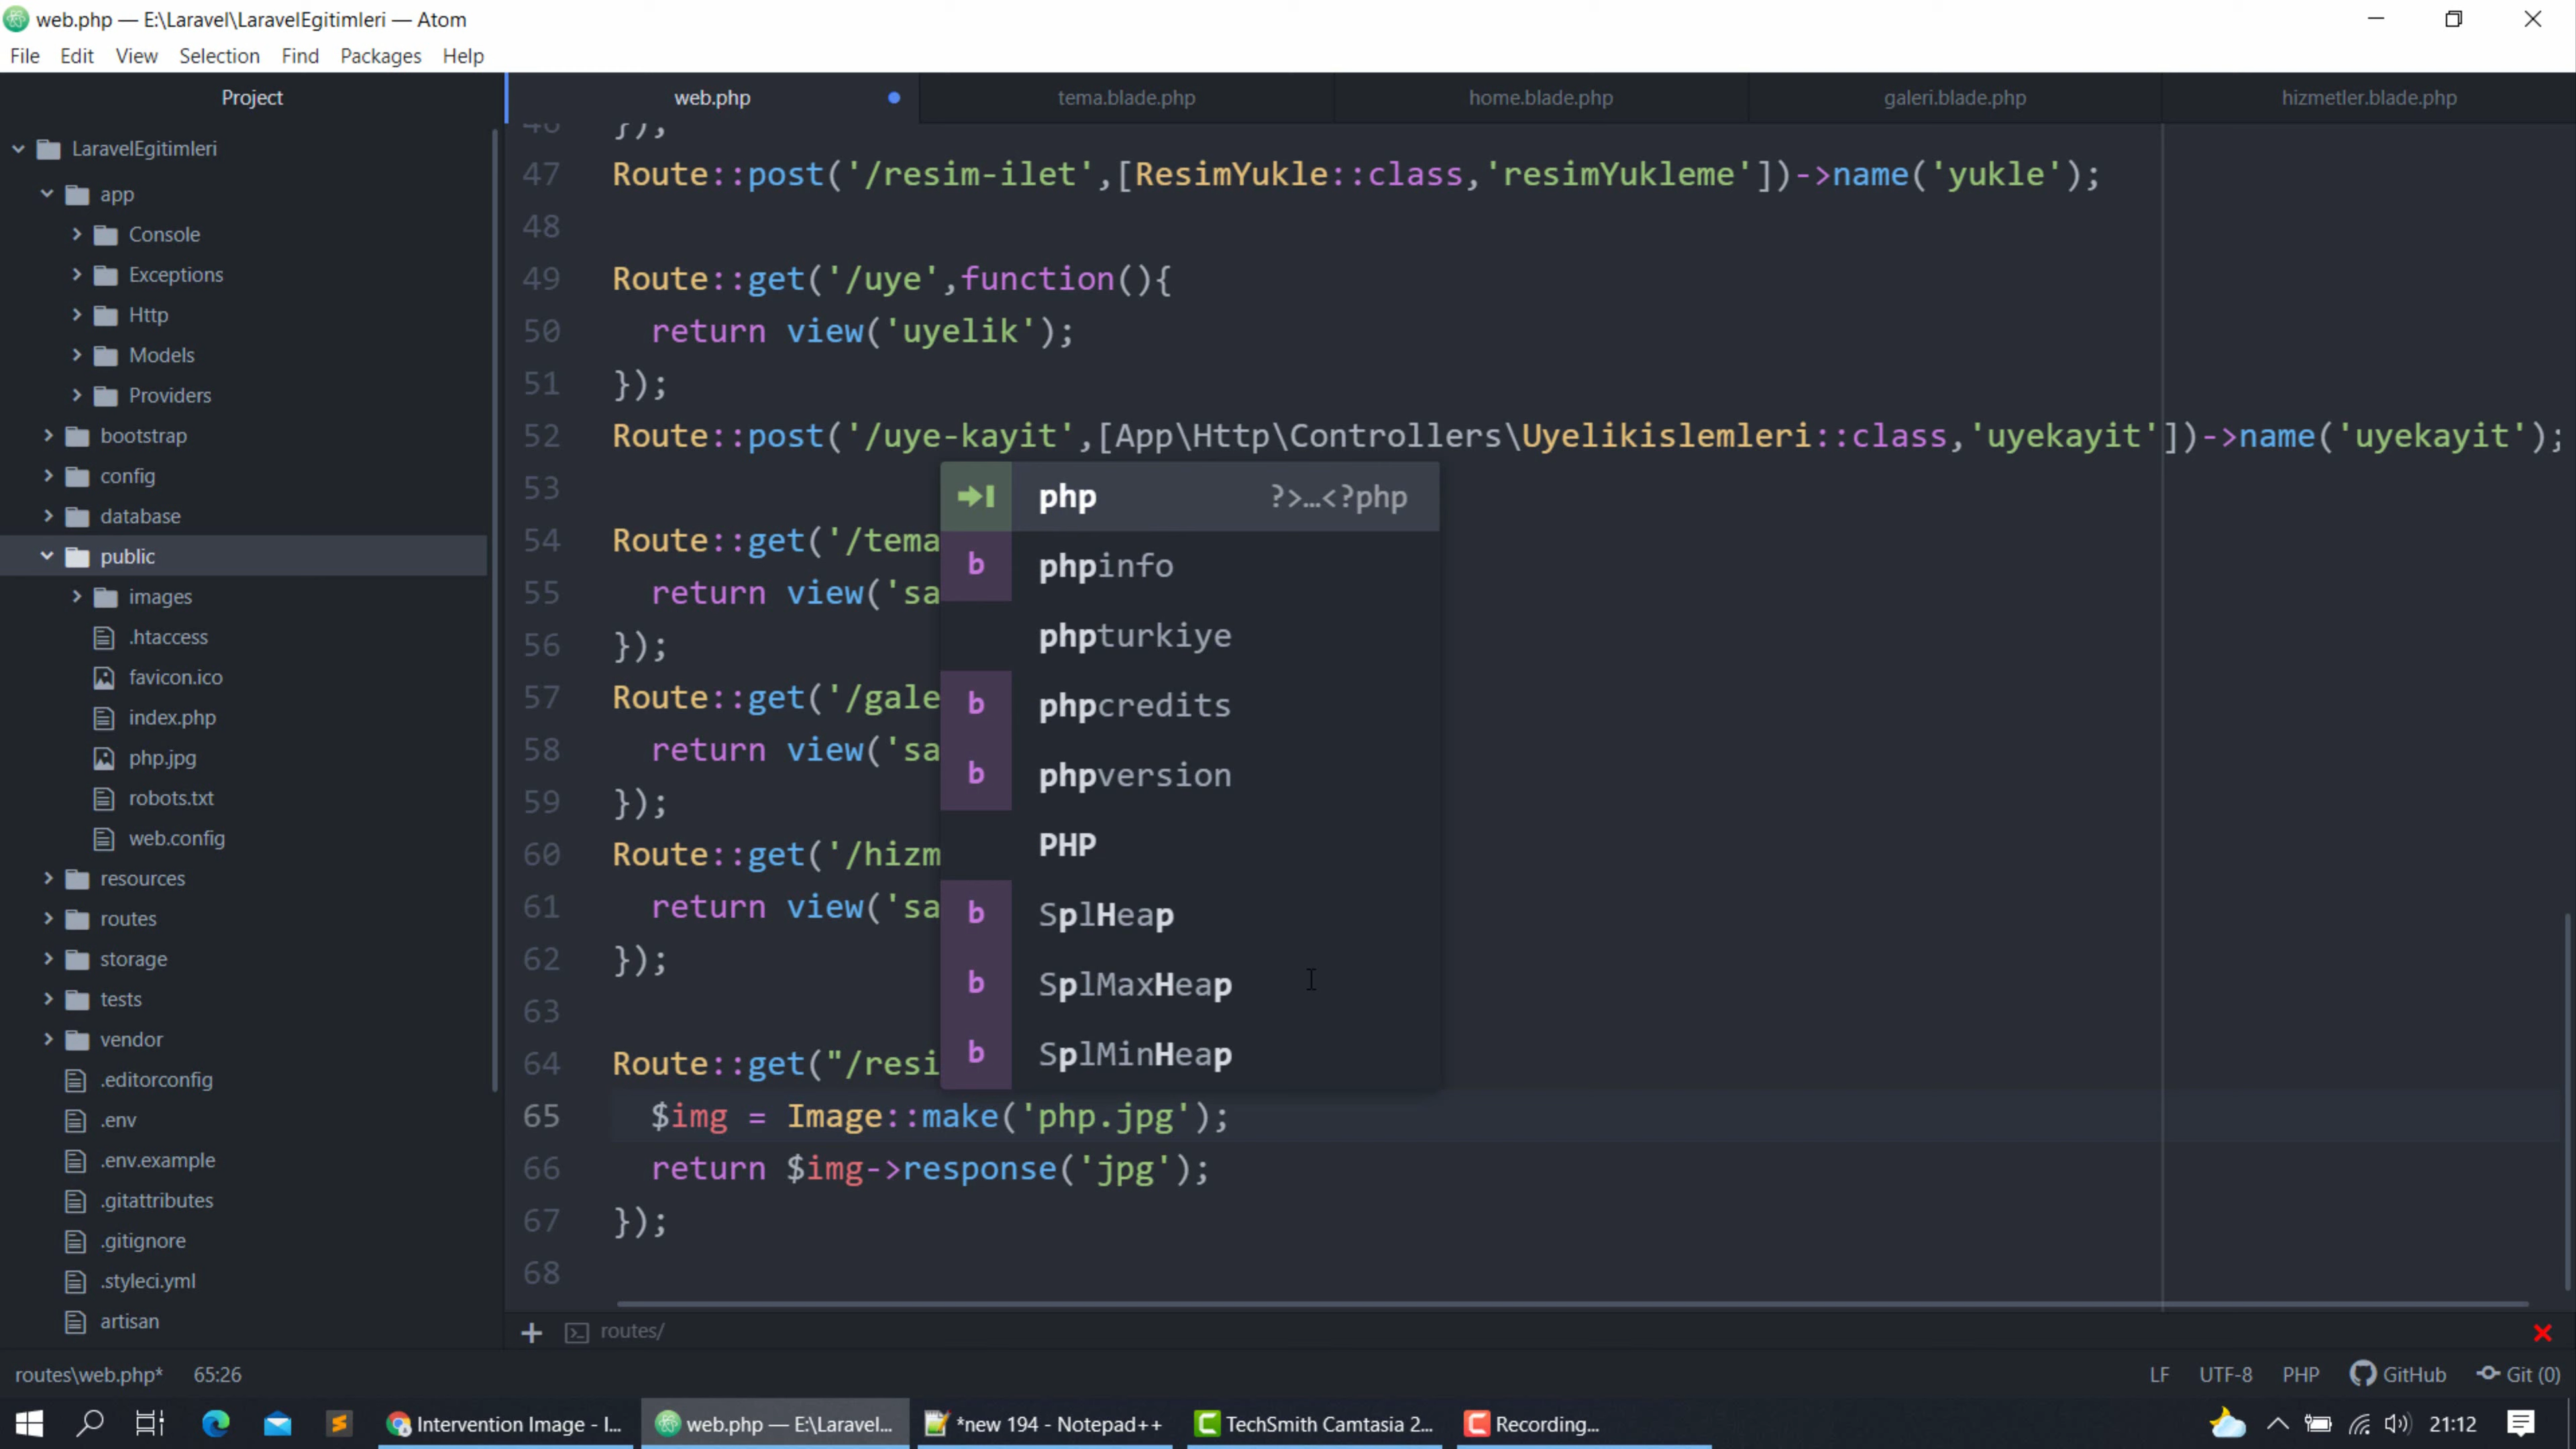 web.php — E:\Laravel\LaravelEgitimleri — Atom
File Edit View Selection Find Packages Help
Project
LaravelEgitimleri
app
Console
Exceptions
Http
Models
Providers
bootstrap
config
database
public
images
.htaccess
favicon.ico
index.php
php.jpg
robots.txt
web.config
resources
routes
storage
tests
vendor
.editorconfig
.env
.env.example
.gitattributes
.gitignore
.styleci.yml
artisan
web.php tema.blade.php home.blade.php galeri.blade.php hizmetler.blade.php
46 });
47 Route::post('/resim-ilet',[ResimYukle::class,'resimYukleme'])->name('yukle');
48
49 Route::get('/uye',function(){
50 return view('uyelik');
51 });
52 Route::post('/uye-kayit',[App\Http\Controllers\Uyelikislemleri::class,'uyekayit'])->name('uyekayit');
53
54 Route::get('/tema
55 return view('sa
56 });
57 Route::get('/gale
58 return view('sa
59 });
60 Route::get('/hizm
61 return view('sa
62 });
63
64 Route::get("/resi
65 $img = Image::make('php.jpg');
66 return $img->response('jpg');
67 });
68
php ?>…<?php
b phpinfo
phpturkiye
b phpcredits
b phpversion
PHP
b SplHeap
b SplMaxHeap
b SplMinHeap
routes/
routes\web.php* 65:26 LF UTF-8 PHP GitHub Git (0)
Intervention Image - I... web.php — E:\Laravel... *new 194 - Notepad++ TechSmith Camtasia 2... Recording... 21:12